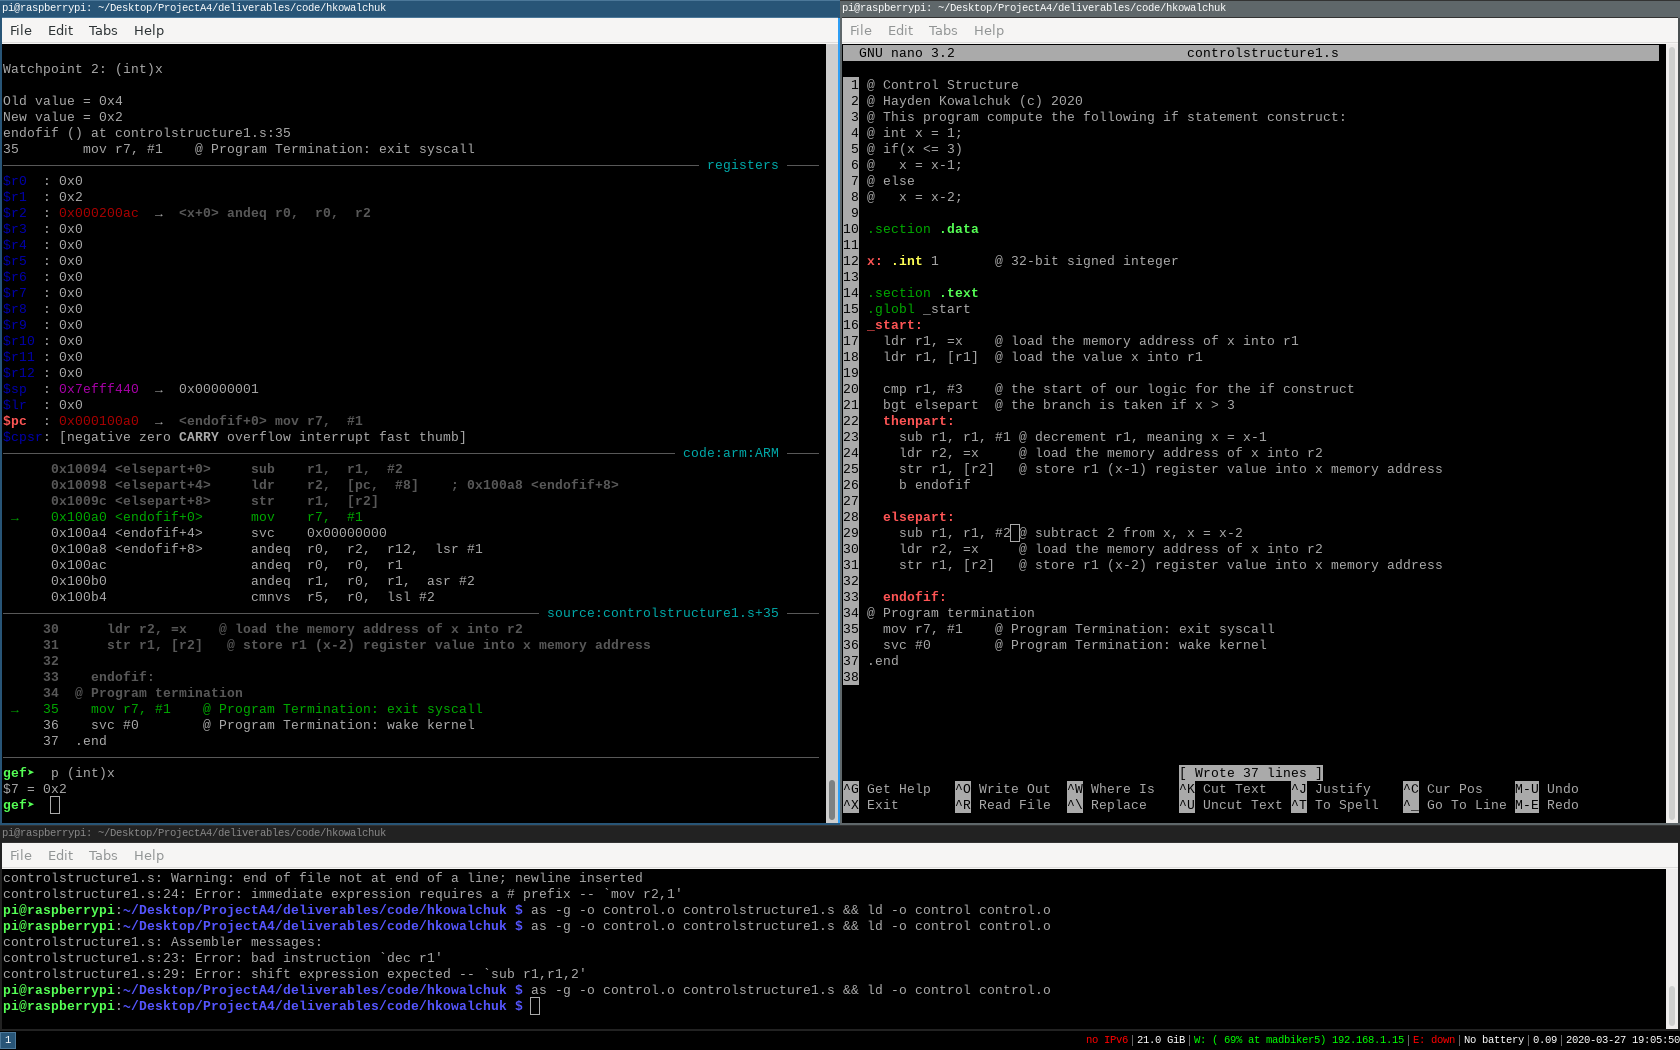 pi@raspberrypi: ~/Desktop/ProjectA4/deliverables/code/hkowalchuk
File Edit Tabs Help
Watchpoint 2: (int)x
Old value = 0x4
New value = 0x2
endofif () at controlstructure1.s:35
35        mov r7, #1    @ Program Termination: exit syscall
registers
$r0  : 0x0
$r1  : 0x2
$r2  : 0x000200ac  →  <x+0> andeq r0,  r0,  r2
$r3  : 0x0
$r4  : 0x0
$r5  : 0x0
$r6  : 0x0
$r7  : 0x0
$r8  : 0x0
$r9  : 0x0
$r10 : 0x0
$r11 : 0x0
$r12 : 0x0
$sp  : 0x7efff440  →  0x00000001
$lr  : 0x0
$pc  : 0x000100a0  →  <endofif+0> mov r7,  #1
$cpsr: [negative zero CARRY overflow interrupt fast thumb]
code:arm:ARM
0x10094 <elsepart+0>     sub    r1,  r1,  #2
0x10098 <elsepart+4>     ldr    r2,  [pc,  #8]    ; 0x100a8 <endofif+8>
0x1009c <elsepart+8>     str    r1,  [r2]
→    0x100a0 <endofif+0>      mov    r7,  #1
0x100a4 <endofif+4>      svc    0x00000000
0x100a8 <endofif+8>      andeq  r0,  r2,  r12,  lsr #1
0x100ac                  andeq  r0,  r0,  r1
0x100b0                  andeq  r1,  r0,  r1,  asr #2
0x100b4                  cmnvs  r5,  r0,  lsl #2
source:controlstructure1.s+35
30      ldr r2, =x    @ load the memory address of x into r2
31      str r1, [r2]   @ store r1 (x-2) register value into x memory address
32
33    endofif:
34  @ Program termination
→   35    mov r7, #1    @ Program Termination: exit syscall
36    svc #0        @ Program Termination: wake kernel
37  .end
gef➤  p (int)x
$7 = 0x2
gef➤
pi@raspberrypi: ~/Desktop/ProjectA4/deliverables/code/hkowalchuk
File Edit Tabs Help
GNU nano 3.2                             controlstructure1.s
1 @ Control Structure
2 @ Hayden Kowalchuk (c) 2020
3 @ This program compute the following if statement construct:
4 @ int x = 1;
5 @ if(x <= 3)
6 @   x = x-1;
7 @ else
8 @   x = x-2;
9
10 .section .data
11
12 x: .int 1       @ 32-bit signed integer
13
14 .section .text
15 .globl _start
16 _start:
17   ldr r1, =x    @ load the memory address of x into r1
18   ldr r1, [r1]  @ load the value x into r1
19
20   cmp r1, #3    @ the start of our logic for the if construct
21   bgt elsepart  @ the branch is taken if x > 3
22   thenpart:
23     sub r1, r1, #1 @ decrement r1, meaning x = x-1
24     ldr r2, =x     @ load the memory address of x into r2
25     str r1, [r2]   @ store r1 (x-1) register value into x memory address
26     b endofif
27
28   elsepart:
29     sub r1, r1, #2 @ subtract 2 from x, x = x-2
30     ldr r2, =x     @ load the memory address of x into r2
31     str r1, [r2]   @ store r1 (x-2) register value into x memory address
32
33   endofif:
34 @ Program termination
35   mov r7, #1    @ Program Termination: exit syscall
36   svc #0        @ Program Termination: wake kernel
37 .end
38
[ Wrote 37 lines ]
^G Get Help   ^O Write Out  ^W Where Is   ^K Cut Text   ^J Justify    ^C Cur Pos    M-U Undo
^X Exit       ^R Read File  ^\ Replace    ^U Uncut Text ^T To Spell   ^_ Go To Line M-E Redo
pi@raspberrypi: ~/Desktop/ProjectA4/deliverables/code/hkowalchuk
File Edit Tabs Help
controlstructure1.s: Warning: end of file not at end of a line; newline inserted
controlstructure1.s:24: Error: immediate expression requires a # prefix -- `mov r2,1'
pi@raspberrypi:~/Desktop/ProjectA4/deliverables/code/hkowalchuk $ as -g -o control.o controlstructure1.s && ld -o control control.o
pi@raspberrypi:~/Desktop/ProjectA4/deliverables/code/hkowalchuk $ as -g -o control.o controlstructure1.s && ld -o control control.o
controlstructure1.s: Assembler messages:
controlstructure1.s:23: Error: bad instruction `dec r1'
controlstructure1.s:29: Error: shift expression expected -- `sub r1,r1,2'
pi@raspberrypi:~/Desktop/ProjectA4/deliverables/code/hkowalchuk $ as -g -o control.o controlstructure1.s && ld -o control control.o
pi@raspberrypi:~/Desktop/ProjectA4/deliverables/code/hkowalchuk $
1
no IPv6|21.0 GiB|W: ( 69% at madbiker5) 192.168.1.15|E: down|No battery|0.09|2020-03-27 19:05:50